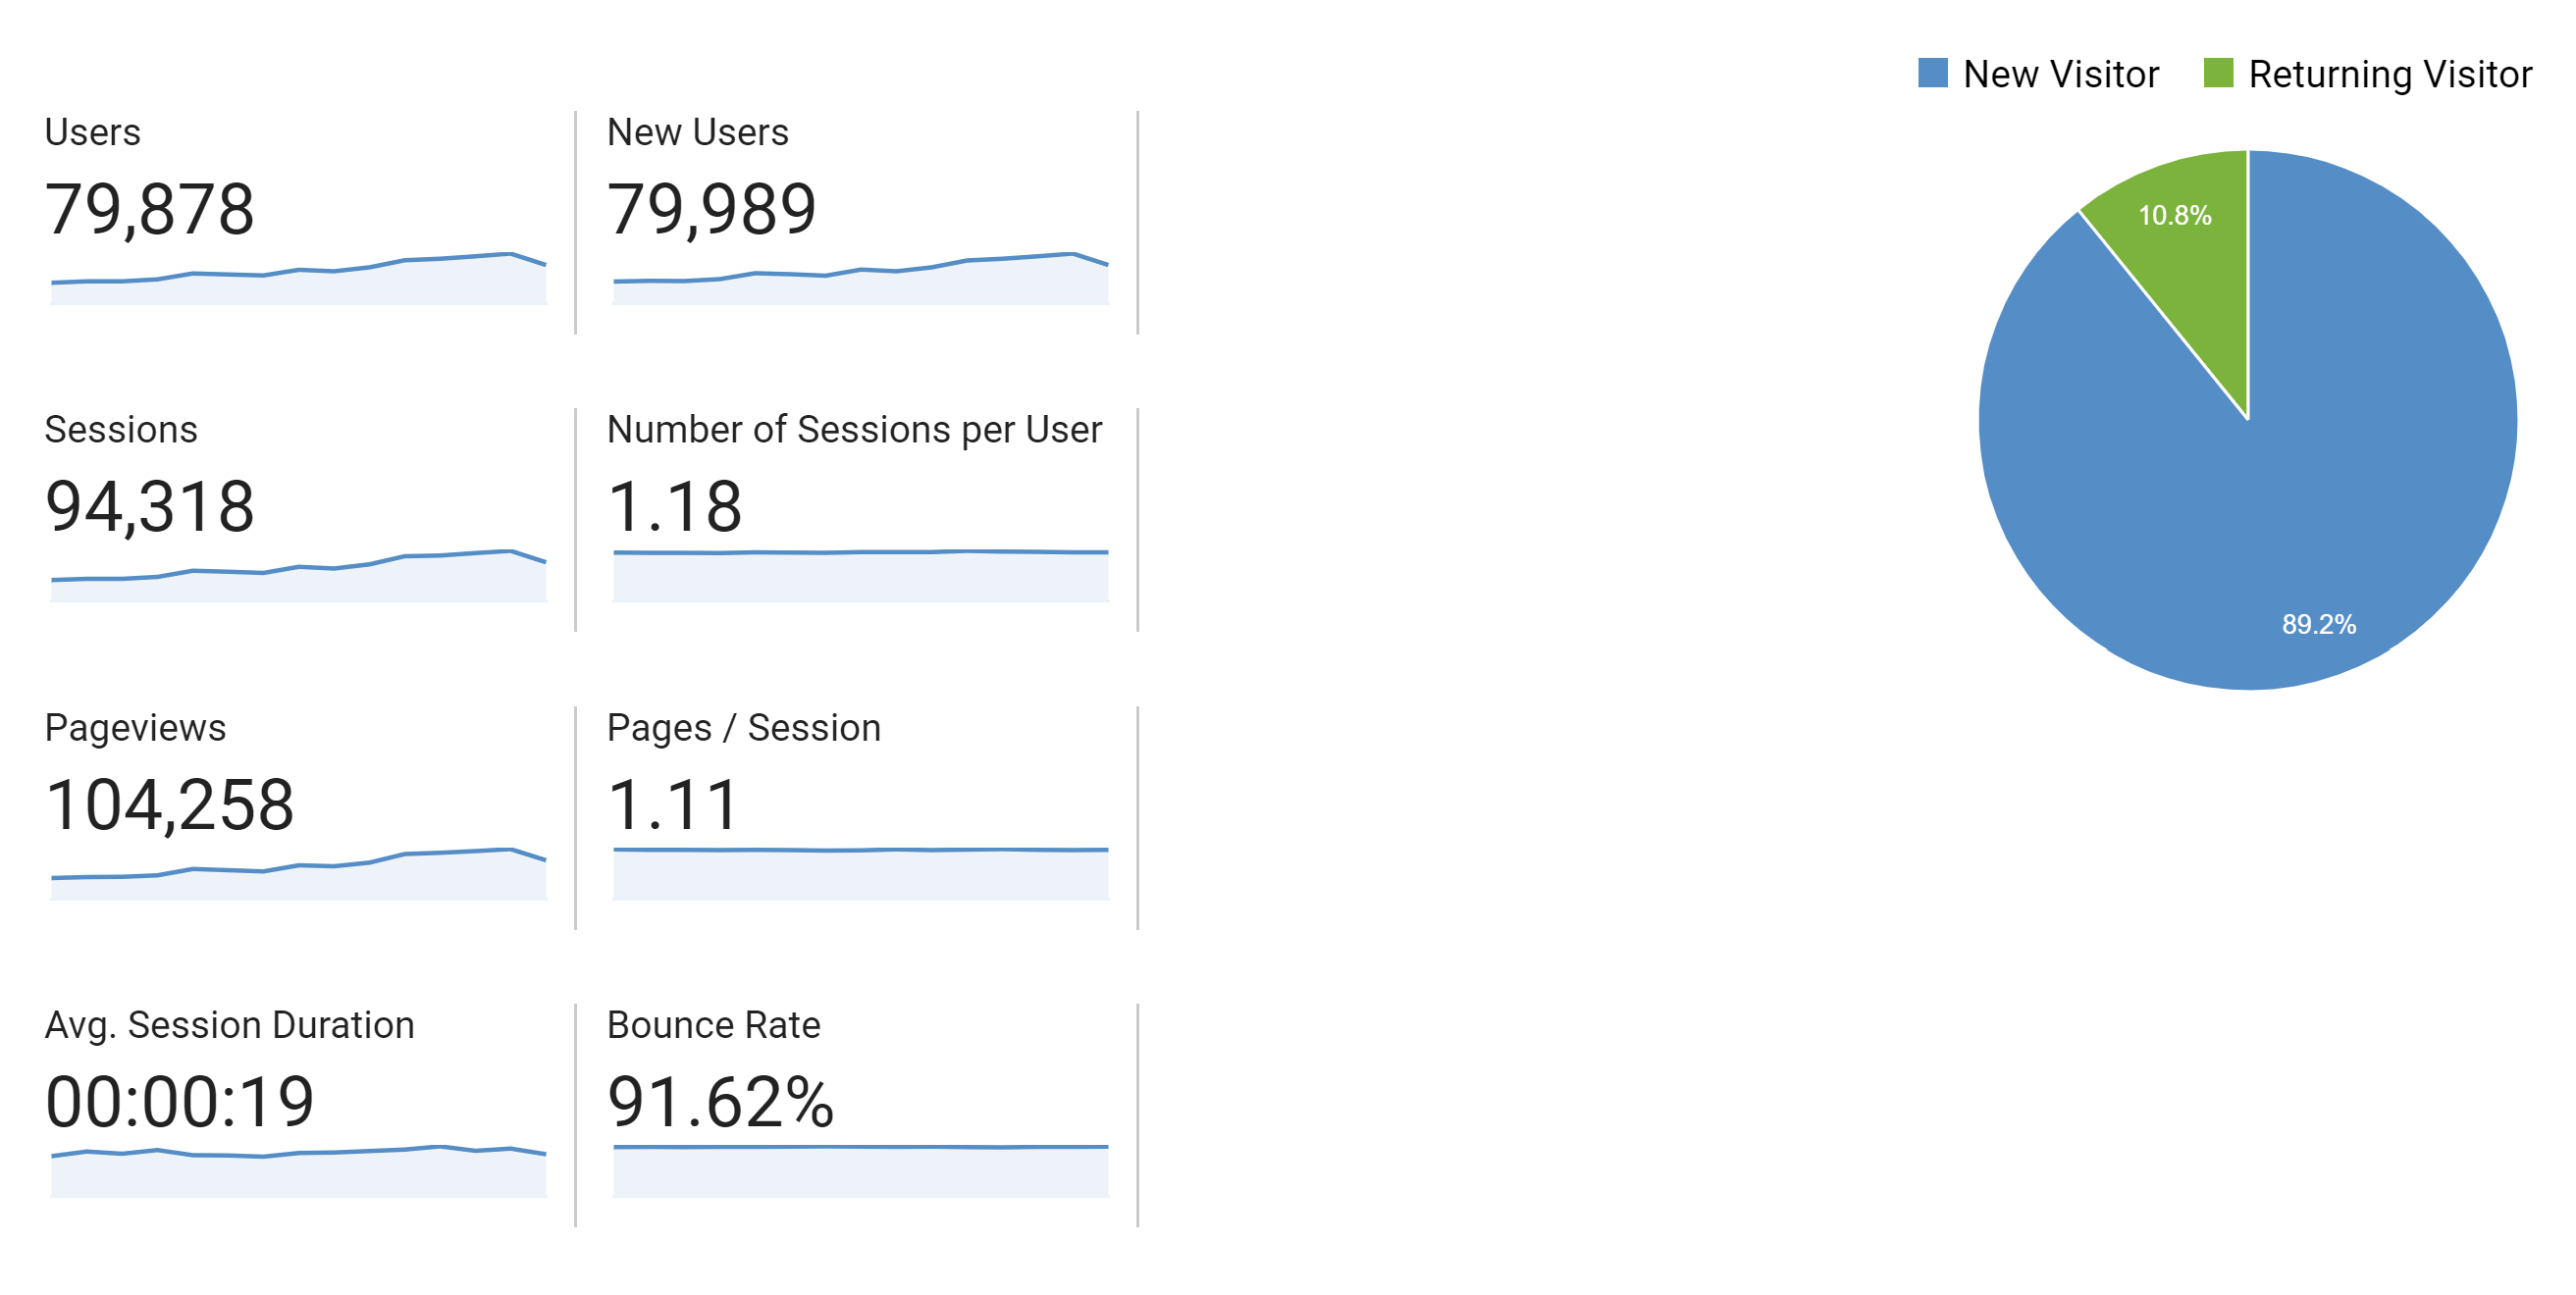 New Visitor
Returning Visitor
Users
79,878
New Users
79,989
Sessions
94,318
Number of Sessions per User
1.18
Pageviews
104,258
Pages / Session
1.11
Avg. Session Duration
00:00:19
Bounce Rate
91.62%
10.8%
89.2%